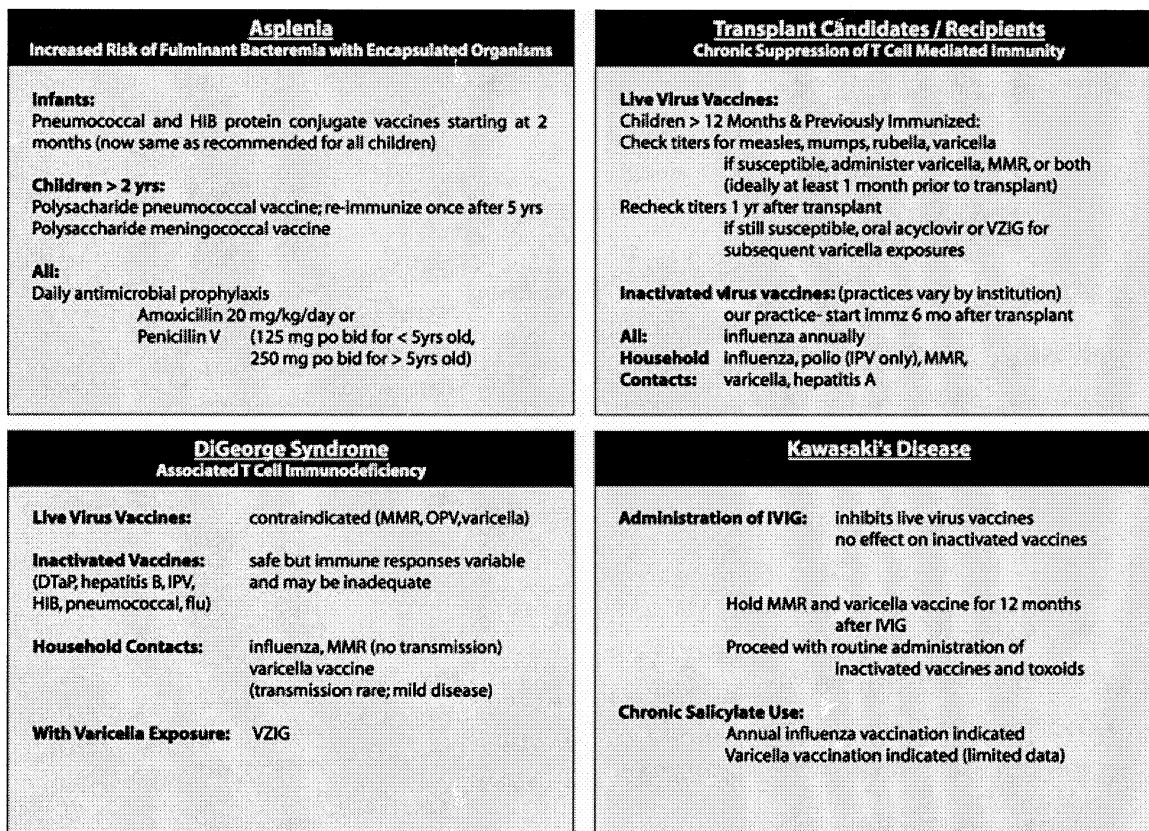 Asplenia
Increased Risk of Fulminant Bacteremia with Encapsulated Organisms
Infants:
Pneumococcal and HIB protein conjugate vaccines starting at 2
months (now same as recommended for all children)
Children > 2 yrs:
Polysacharide pneumococcal vaccine; re-immunize once after 5 yrs
Polysaccharide meningococcal vaccine
All:
Daily antimicrobial prophylaxis
Amoxicillin 20 mg/kg/day or
Penicillin V (125 mg po bid for < 5yrs old,
250 mg po bid for > 5yrs old)
Transplant Candidates / Recipients
Chronic Suppression of T Cell Mediated Immunity
Live Virus Vaccines:
Children > 12 Months & Previously Immunized:
Check titers for measles, mumps, rubella, varicella
if susceptible, administer varicella, MMR, or both
(ideally at least 1 month prior to transplant)
Recheck titers 1 yr after transplant
if still susceptible, oral acyclovir or VZIG for
subsequent varicella exposures
Inactivated virus vaccines: (practices vary by institution)
our practice- start immz 6 mo after transplant
All: influenza annually
Household influenza, polio (IPV only), MMR,
Contacts: varicella, hepatitis A
DiGeorge Syndrome
Associated T Cell Immunodeficiency
Live Virus Vaccines: contraindicated (MMR, OPV,varicella)
Inactivated Vaccines: safe but immune responses variable
(DTaP, hepatitis B, IPV, and may be inadequate
HIB, pneumococcal, flu)
Household Contacts: influenza, MMR (no transmission)
varicella vaccine
(transmission rare; mild disease)
With Varicella Exposure: VZIG
Kawasaki's Disease
Administration of IVIG: inhibits live virus vaccines
no effect on inactivated vaccines
Hold MMR and varicella vaccine for 12 months
after IVIG
Proceed with routine administration of
inactivated vaccines and toxoids
Chronic Salicylate Use:
Annual influenza vaccination indicated
Varicella vaccination indicated (limited data)